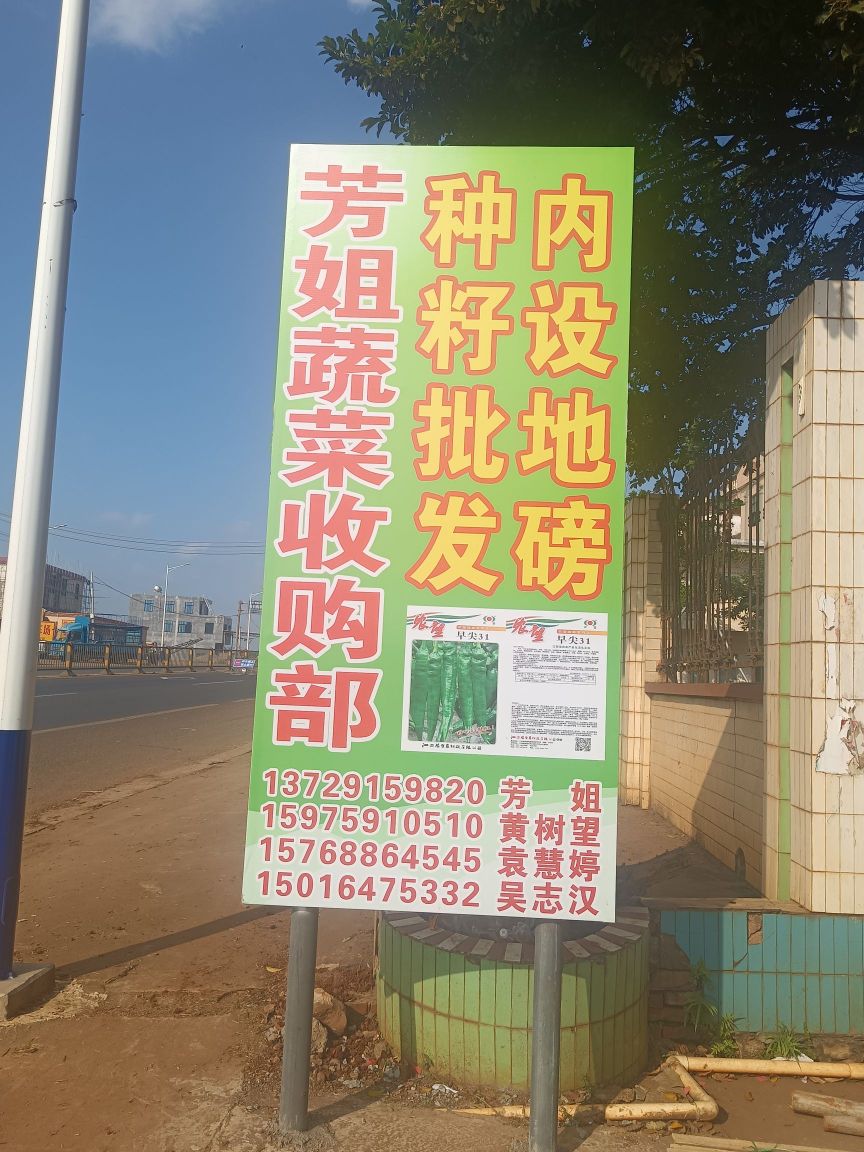 芳姐蔬菜收购部
内设地磅
种籽批发
早尖31
早尖31
13729159820 芳 姐
15975910510 黄树望
15768864545 袁慧婷
15016475332 吴志汉